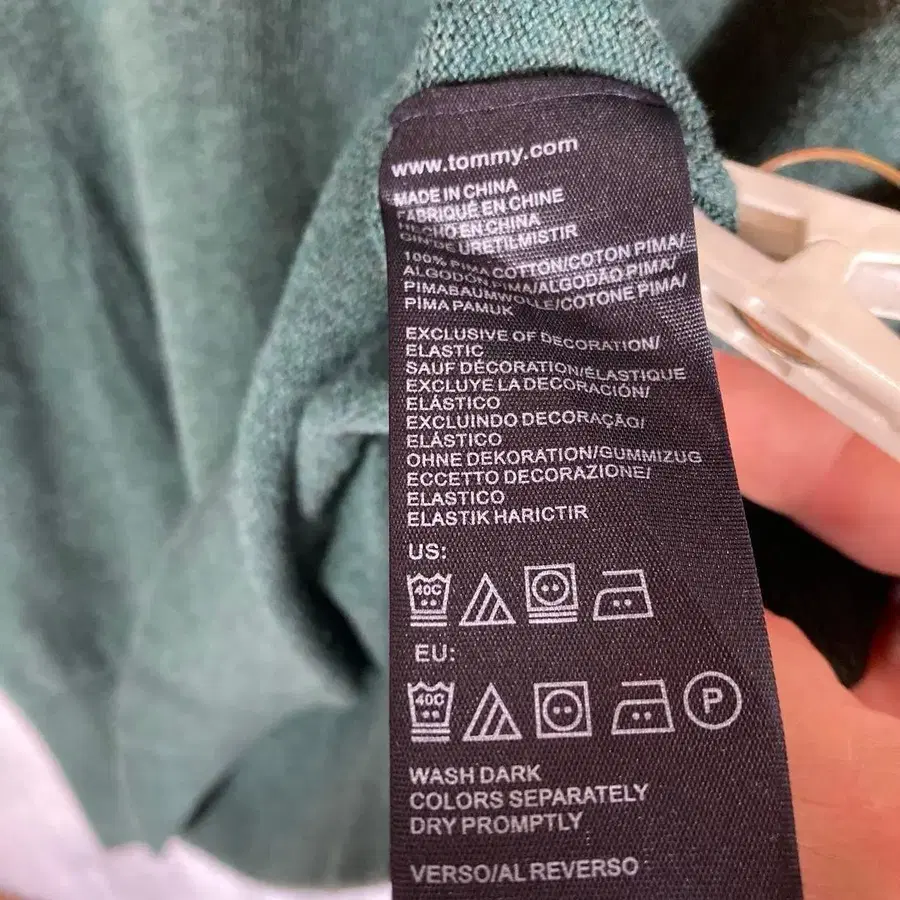 www.tommy.com
MADE IN CHINA
FABRIQUÉ EN CHINE
HECHO EN CHINA
URETILMISTIR
100% PIMA COTTON/COTON PIMA/
ALGODÓN PIMA/ALGODÃO PIMA/
PIMABAUMWOLLE/COTONE PIMA/
PIMA PAMUK
EXCLUSIVE OF DECORATION/
ELASTIC
SAUF DÉCORATION/ÉLASTIQUE
EXCLUYE LA DECORACIÓN/
ELÁSTICO
EXCLUINDO DECORAÇÃO/
ELÁSTICO
OHNE DEKORATION/GUMMIZUG
ECCETTO DECORAZIONE/
ELASTICO
ELASTIK HARICTIR
US:
40C
EU:
40C P
WASH DARK
COLORS SEPARATELY
DRY PROMPTLY
VERSO/AL REVERSO